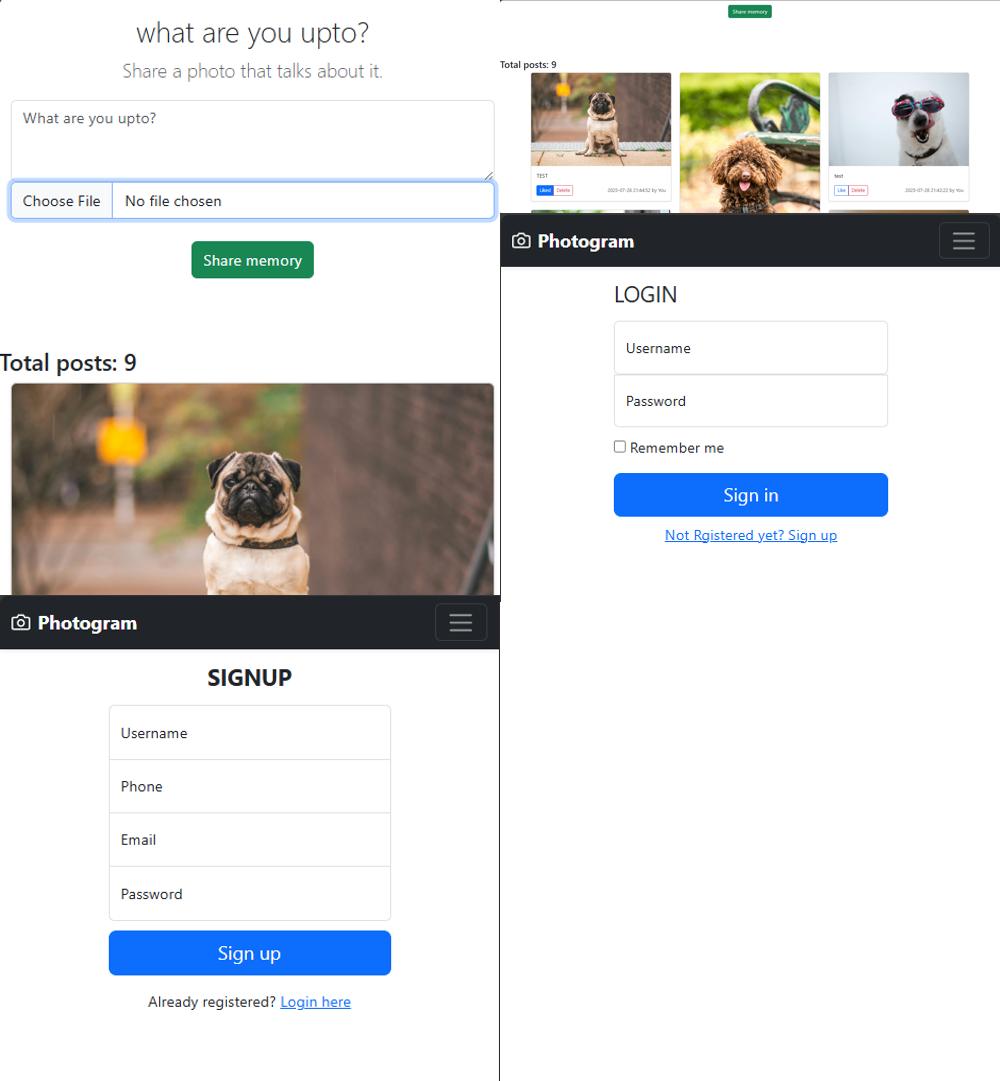 what are you upto?
Share a photo that talks about it.
What are you upto?
Choose File No file chosen
Share memory
Total posts: 9
Photogram
SIGNUP
Username
Phone
Email
Password
Sign up
Already registered? Login here
Share memory
Total posts: 9
TEST
Liked Delete 2025-07-28 21:44:52 by You
test
Like Delete 2025-07-28 21:42:22 by You
Photogram
LOGIN
Username
Password
Remember me
Sign in
Not Rgistered yet? Sign up